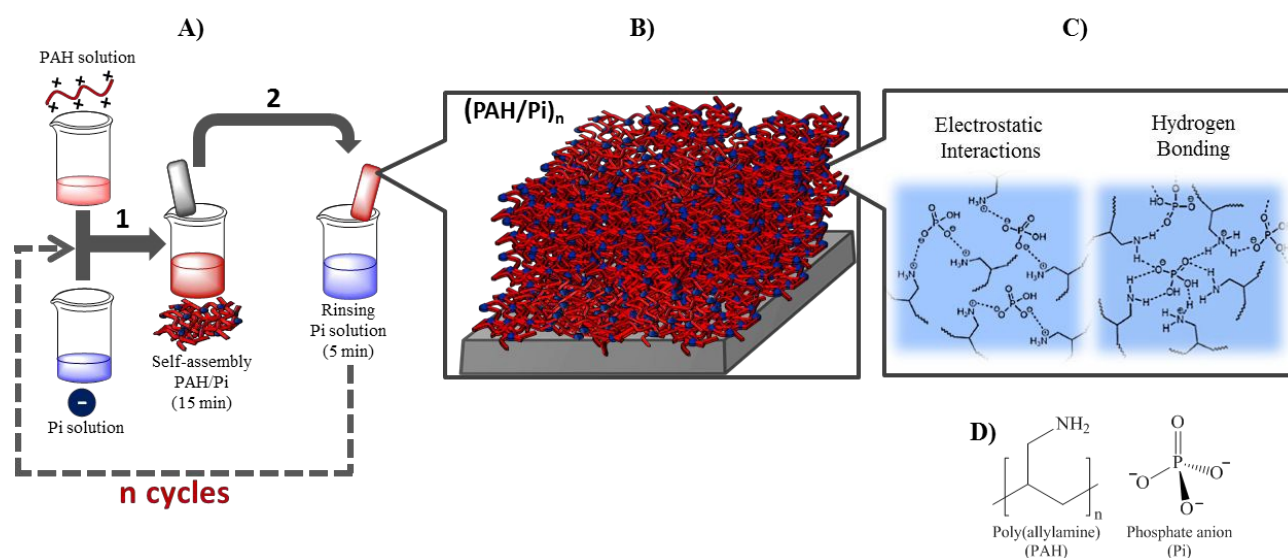 A)
PAH solution
+ + + + + +
1
2
Self-assembly
PAH/Pi
(15 min)
Rinsing
Pi solution
(5 min)
−
Pi solution
n cycles
B)
(PAH/Pi)n
C)
Electrostatic
Interactions
Hydrogen
Bonding
D)
NH2
n
Poly(allylamine)
(PAH)
O
P
−O
O−
O−
Phosphate anion
(Pi)